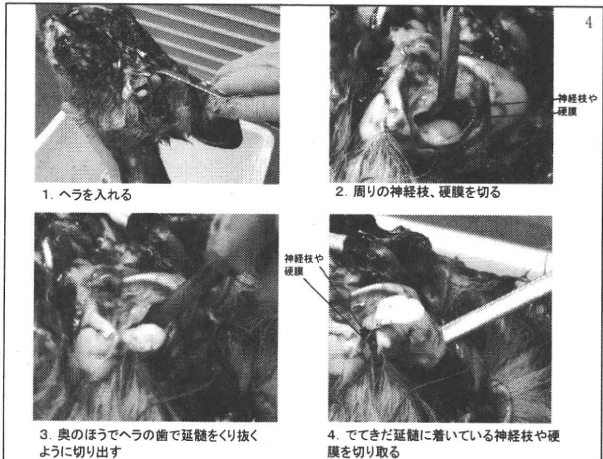 4
1. ヘラを入れる
神経枝や
硬膜
2. 周りの神経枝、硬膜を切る
神経枝や
硬膜
3. 奥のほうでヘラの歯で延髄をくり抜く
ように切り出す
4. でてきだ延髄に着いている神経枝や硬
膜を切り取る